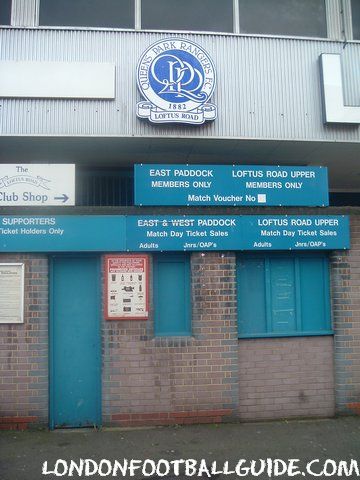 QUEENS PARK RANGERS F.C.
QPR
1882
LOFTUS ROAD
The
LOFTUS ROAD
Club Shop
EAST PADDOCK LOFTUS ROAD UPPER
MEMBERS ONLY MEMBERS ONLY
Match Voucher No
SUPPORTERS
Ticket Holders Only
EAST & WEST PADDOCK LOFTUS ROAD UPPER
Match Day Ticket Sales Match Day Ticket Sales
Adults Jnrs/OAP's Adults Jnrs/OAP's
LONDONFOOTBALLGUIDE.COM